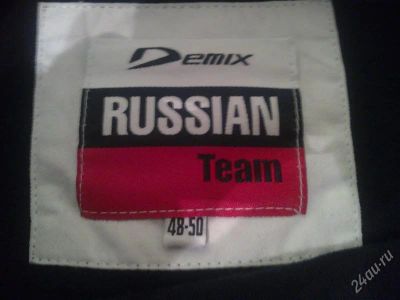 Demix
RUSSIAN
Team
48-50
24au.ru